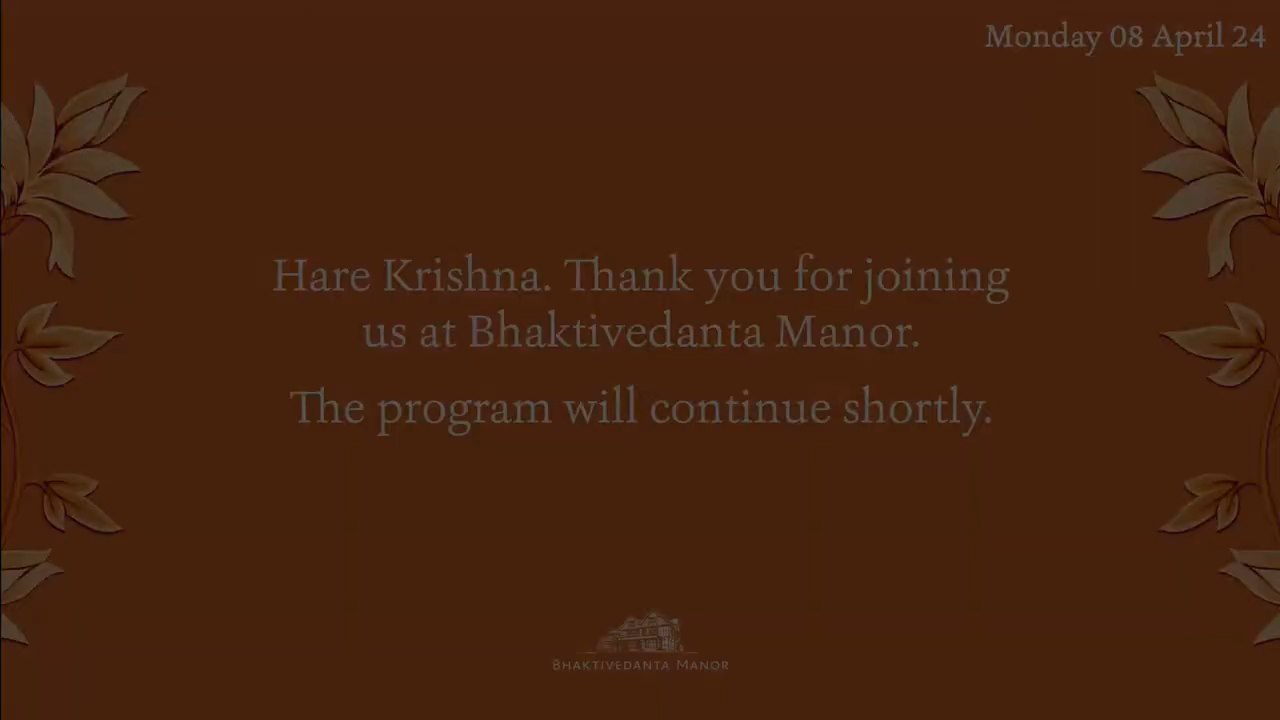 Monday 08 April 24
Hare Krishna. Thank you for joining
us at Bhaktivedanta Manor.
The program will continue shortly.
BHAKTIVEDANTA MANOR